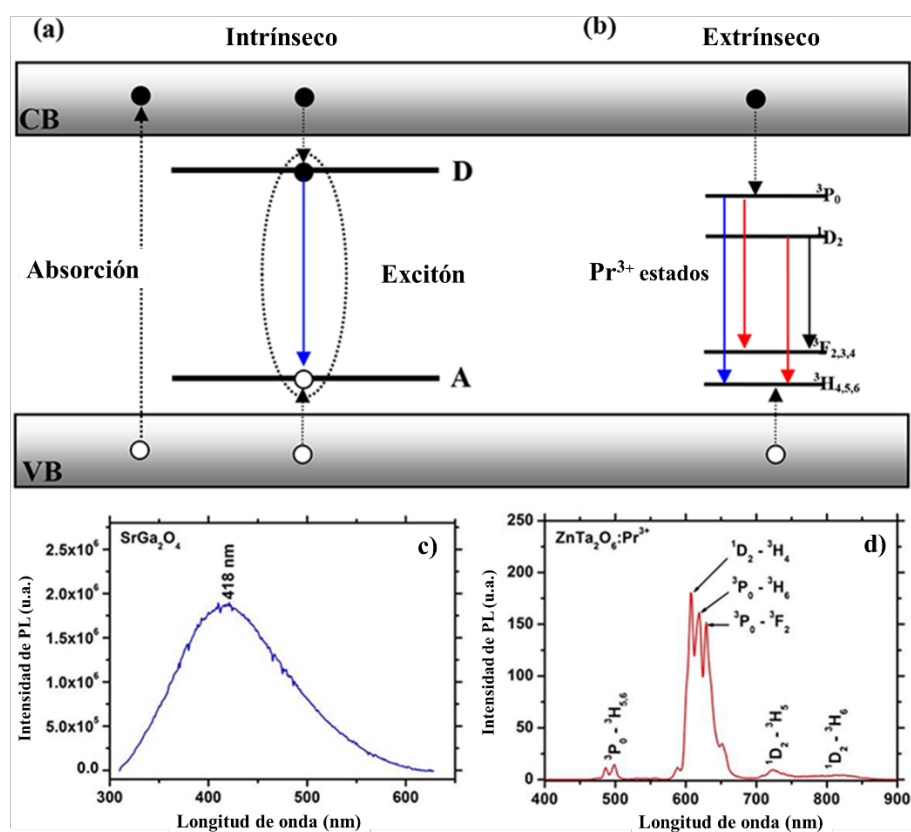 (a)
Intrínseco
(b)
Extrínseco
CB
D
³P₀
¹D₂
Absorción
Excitón
Pr³⁺ estados
³F₂,₃,₄
A
³H₄,₅,₆
VB
SrGa₂O₄
c)
418 nm
2.5x10⁶
2.0x10⁶
1.5x10⁶
1.0x10⁶
5.0x10⁵
0.0
Intensidad de PL (u.a.)
300 400 500 600
Longitud de onda (nm)
ZnTa₂O₆:Pr³⁺
d)
¹D₂ - ³H₄
³P₀ - ³H₆
³P₀ - ³F₂
³P₀ - ³H₅,₆
¹D₂ - ³H₅
¹D₂ - ³H₆
250
200
150
100
50
0
Intensidad de PL (u.a.)
400 500 600 700 800 900
Longitud de onda (nm)